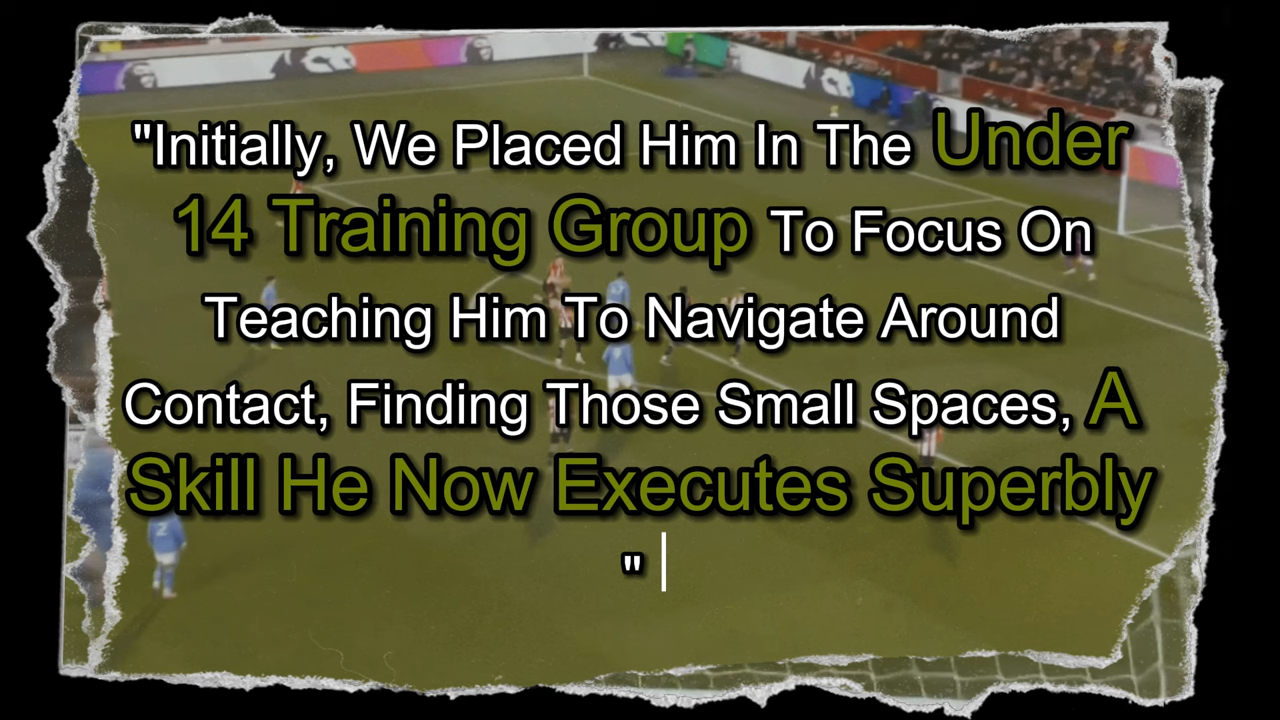 "Initially, We Placed Him In The Under
14 Training Group To Focus On
Teaching Him To Navigate Around
Contact, Finding Those Small Spaces, A
Skill He Now Executes Superbly
"